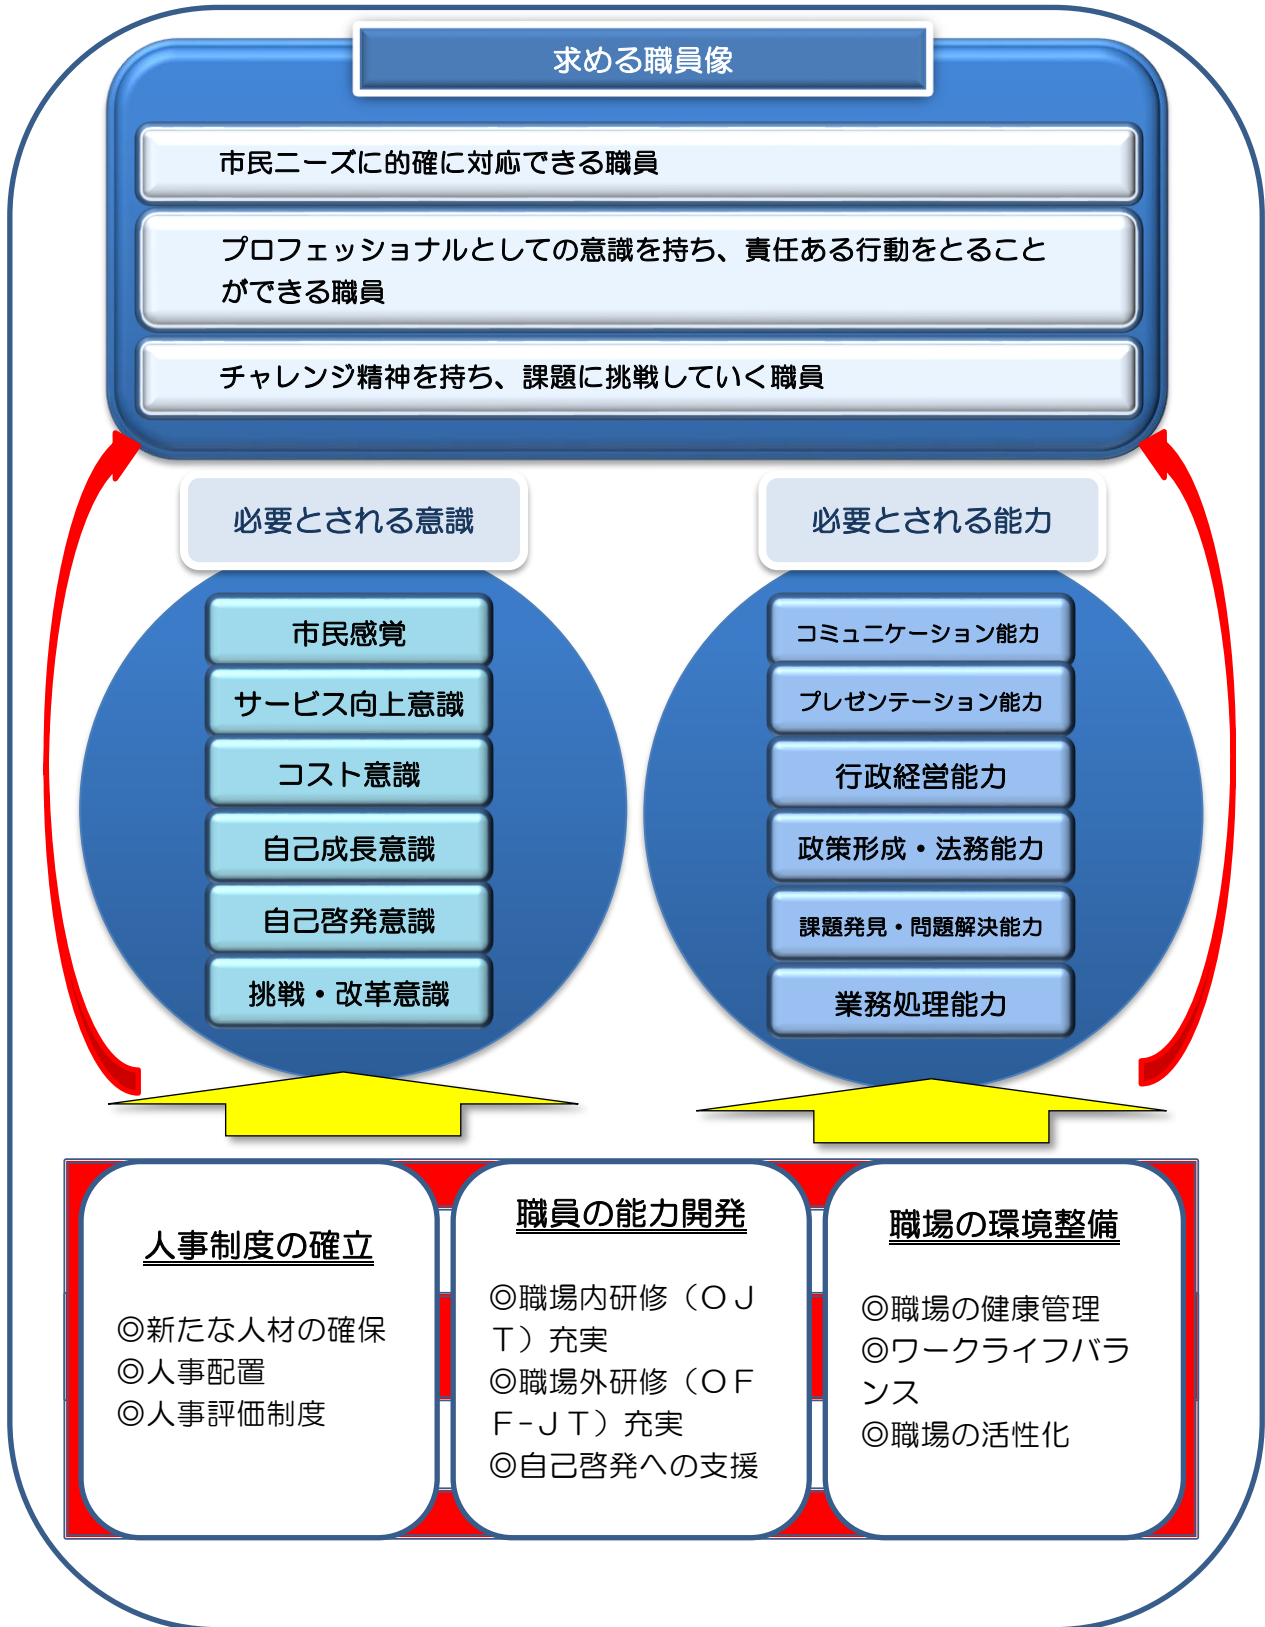 求める職員像
市民ニーズに的確に対応できる職員
プロフェッショナルとしての意識を持ち、責任ある行動をとること
ができる職員
チャレンジ精神を持ち、課題に挑戦していく職員
必要とされる意識
市民感覚
サービス向上意識
コスト意識
自己成長意識
自己啓発意識
挑戦・改革意識
必要とされる能力
コミュニケーション能力
プレゼンテーション能力
行政経営能力
政策形成・法務能力
課題発見・問題解決能力
業務処理能力
人事制度の確立
◎新たな人材の確保
◎人事配置
◎人事評価制度
職員の能力開発
◎職場内研修（ＯＪ
Ｔ）充実
◎職場外研修（ＯＦ
Ｆ-ＪＴ）充実
◎自己啓発への支援
職場の環境整備
◎職場の健康管理
◎ワークライフバラ
ンス
◎職場の活性化